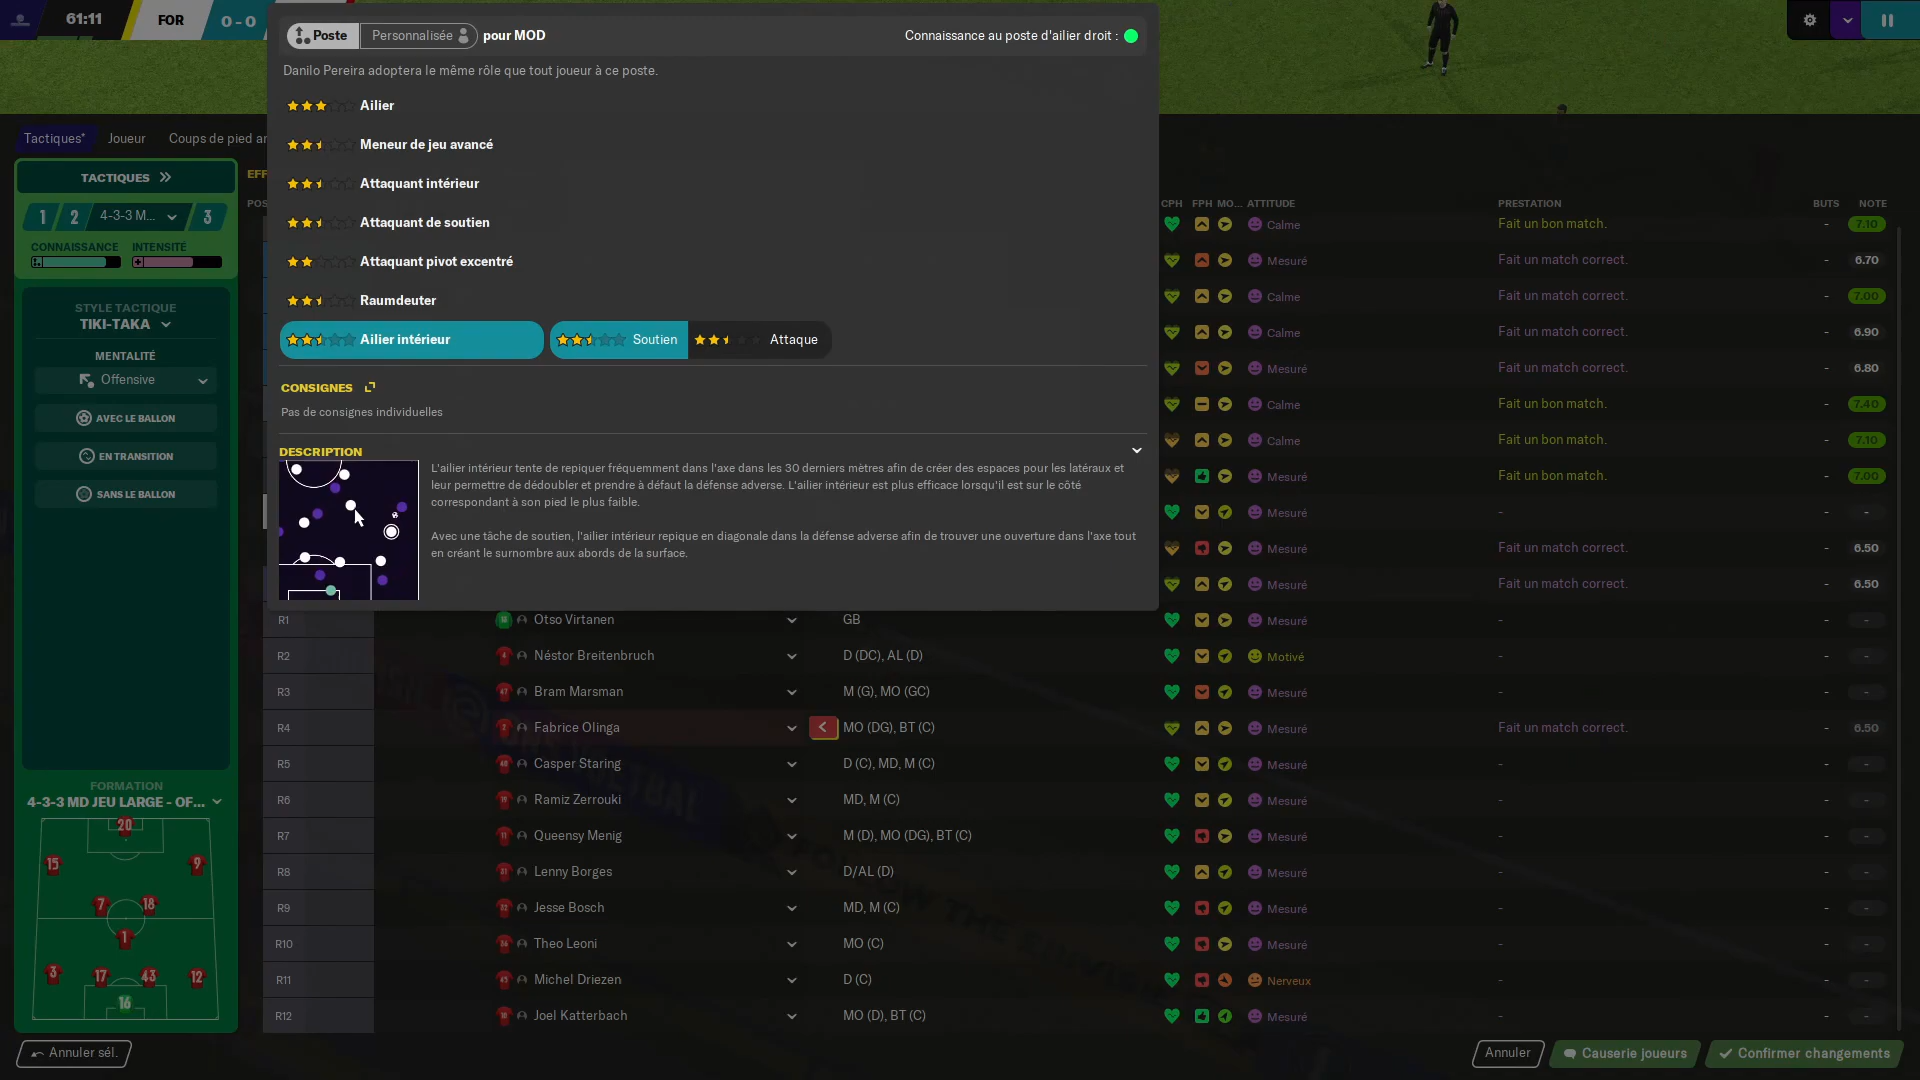 61:11
FOR
0 - 0
Poste
Personnalisée
pour MOD
Connaissance au poste d'ailier droit :
Danilo Pereira adoptera le même rôle que tout joueur à ce poste.
Ailier
Meneur de jeu avancé
Attaquant intérieur
Attaquant de soutien
Attaquant pivot excentré
Raumdeuter
Ailier intérieur
Soutien
Attaque
CONSIGNES
Pas de consignes individuelles
DESCRIPTION
L'ailier intérieur tente de repiquer fréquemment dans l'axe dans les 30 derniers mètres afin de créer des espaces pour les latéraux et
leur permettre de dédoubler et prendre à défaut la défense adverse. L'ailier intérieur est plus efficace lorsqu'il est sur le côté
correspondant à son pied le plus faible.
Avec une tâche de soutien, l'ailier intérieur repique en diagonale dans la défense adverse afin de trouver une ouverture dans l'axe tout
en créant le surnombre aux abords de la surface.
Tactiques*
Joueur
Coups de pied ar
TACTIQUES
1
2
4-3-3 M...
3
CONNAISSANCE
INTENSITÉ
STYLE TACTIQUE
TIKI-TAKA
MENTALITÉ
Offensive
AVEC LE BALLON
EN TRANSITION
SANS LE BALLON
FORMATION
4-3-3 MD JEU LARGE - OF...
20
15
9
7
18
1
3
17
43
12
16
EFF
POS
CPH FPH MO... ATTITUDE PRESTATION BUTS NOTE
Calme Fait un bon match. - 7.10
Mesuré Fait un match correct. - 6.70
Calme Fait un match correct. - 7.00
Calme Fait un match correct. - 6.90
Mesuré Fait un match correct. - 6.80
Calme Fait un bon match. - 7.40
Calme Fait un bon match. - 7.10
Mesuré Fait un bon match. - 7.00
Mesuré - - -
Mesuré Fait un match correct. - 6.50
Mesuré Fait un match correct. - 6.50
R1 Otso Virtanen GB Mesuré - - -
R2 Néstor Breitenbruch D (DC), AL (D) Motivé - - -
R3 Bram Marsman M (G), MO (GC) Mesuré - - -
R4 Fabrice Olinga MO (DG), BT (C) Mesuré Fait un match correct. - 6.50
R5 Casper Staring D (C), MD, M (C) Mesuré - - -
R6 Ramiz Zerrouki MD, M (C) Mesuré - - -
R7 Queensy Menig M (D), MO (DG), BT (C) Mesuré - - -
R8 Lenny Borges D/AL (D) Mesuré - - -
R9 Jesse Bosch MD, M (C) Mesuré - - -
R10 Theo Leoni MO (C) Mesuré - - -
R11 Michel Driezen D (C) Nerveux - - -
R12 Joel Katterbach MO (D), BT (C) Mesuré - - -
Annuler sél.
Annuler
Causerie joueurs
Confirmer changements